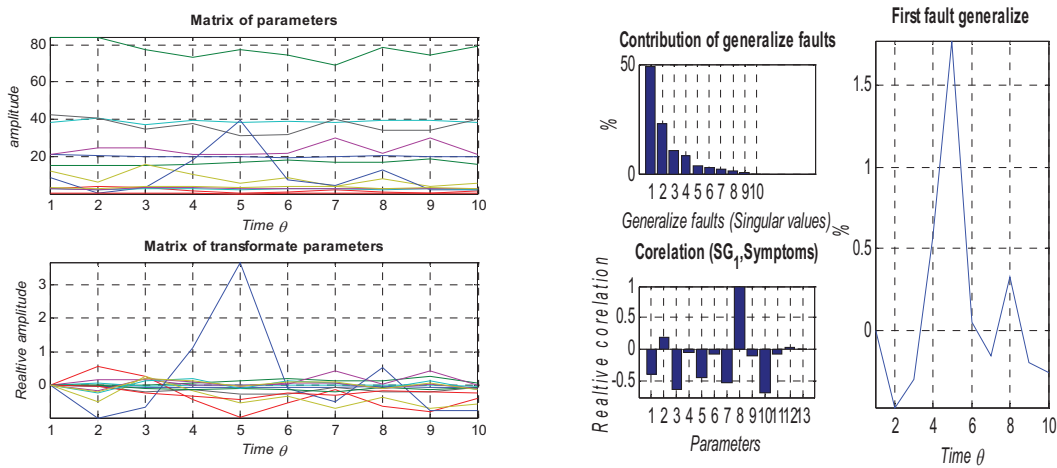 Matrix of parameters
80
60
40
20
amplitude
1 2 3 4 5 6 7 8 9 10
Time θ
Matrix of transformate parameters
3
2
1
0
Realtive amplitude
1 2 3 4 5 6 7 8 9 10
Time θ
Contribution of generalize faults
50
0
%
1 2 3 4 5 6 7 8 9 10
Generalize faults (Singular values)
Corelation (SG1,Symptoms)
1
0.5
0
-0.5
Realtive corelation
1 2 3 4 5 6 7 8 9 10 11 12 13
Parameters
First fault generalize
1.5
1
0.5
0
%
2 4 6 8 10
Time θ